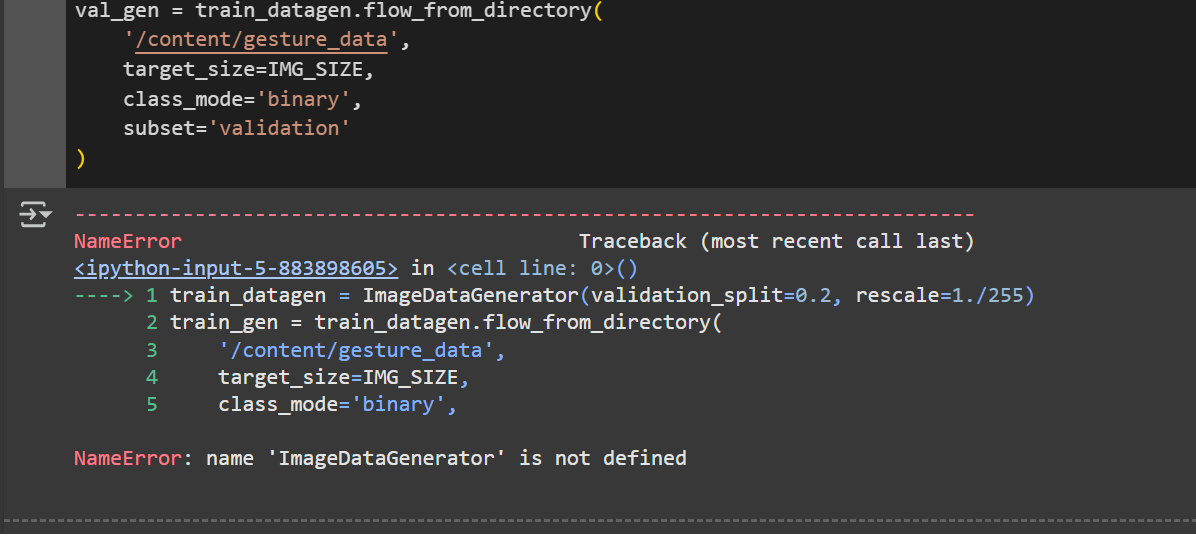 val_gen = train_datagen.flow_from_directory(
    '/content/gesture_data',
    target_size=IMG_SIZE,
    class_mode='binary',
    subset='validation'
)
---------------------------------------------------------------------------
NameError                                 Traceback (most recent call last)
<ipython-input-5-883898605> in <cell line: 0>()
----> 1 train_datagen = ImageDataGenerator(validation_split=0.2, rescale=1./255)
      2 train_gen = train_datagen.flow_from_directory(
      3     '/content/gesture_data',
      4     target_size=IMG_SIZE,
      5     class_mode='binary',
NameError: name 'ImageDataGenerator' is not defined